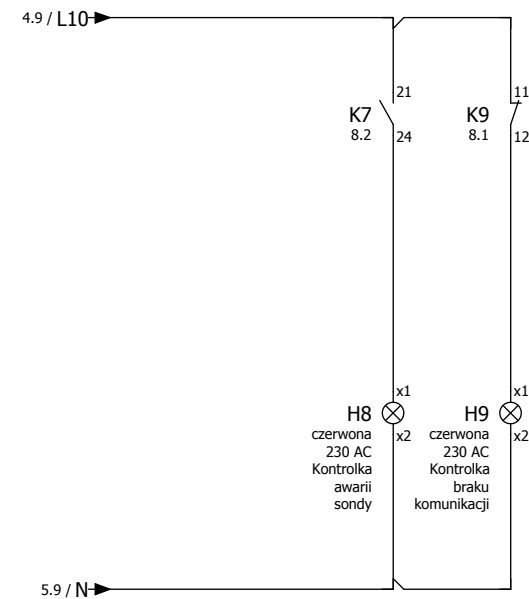 4.9 / L10
21
11
K7
K9
8.2
8.1
24
12
x1
x1
H8
H9
x2
x2
czerwona
230 AC
Kontrolka
awarii
sondy
czerwona
230 AC
Kontrolka
braku
komunikacji
5.9 / N